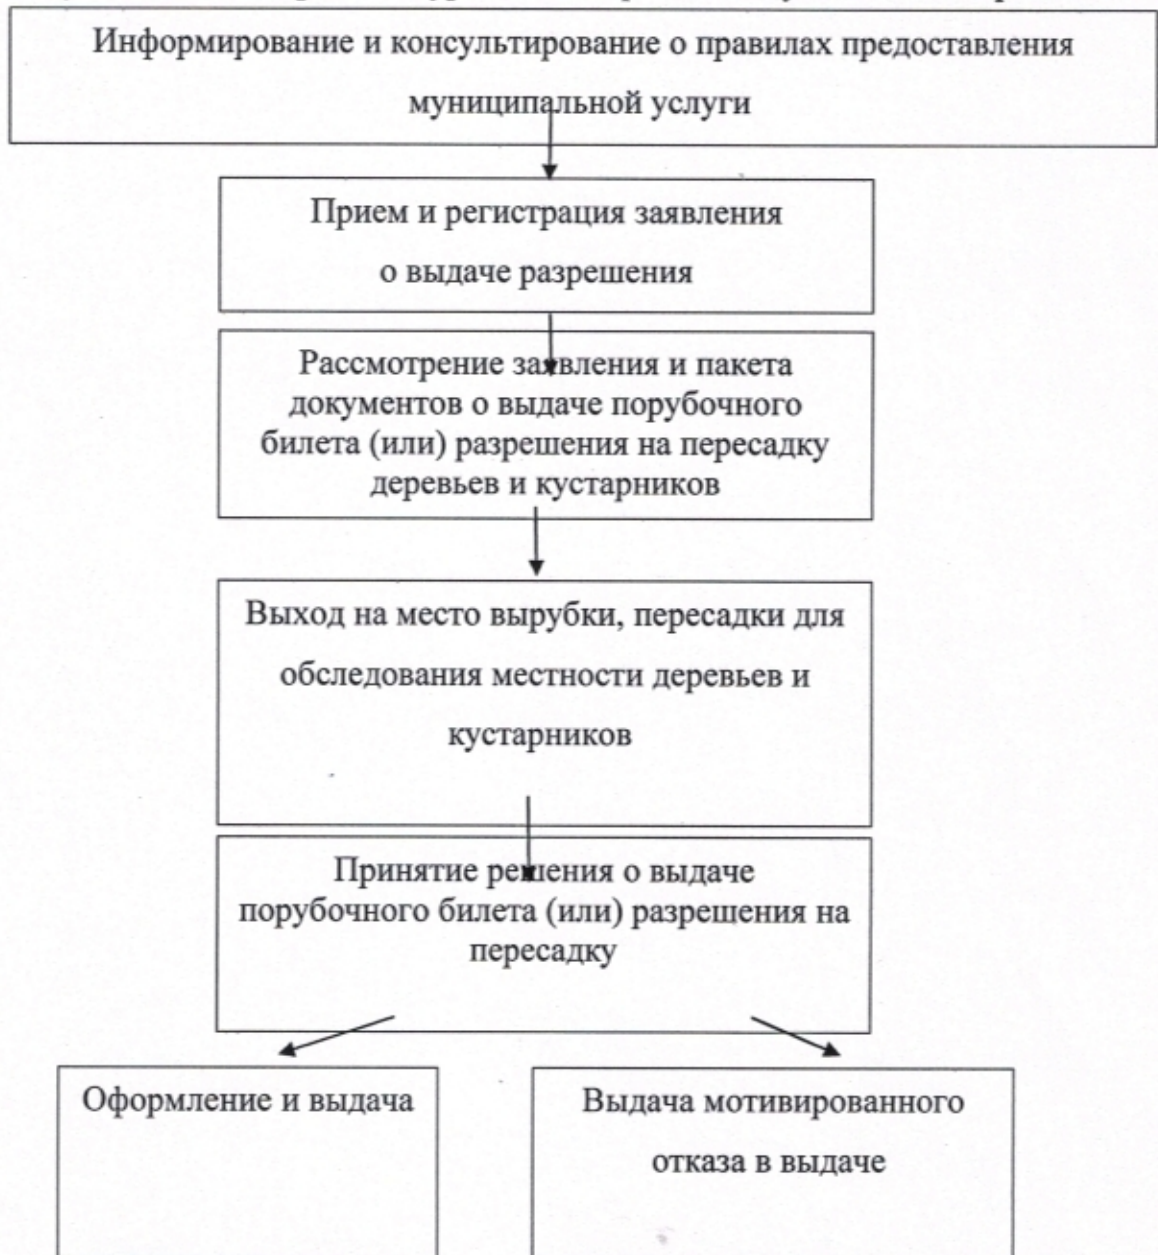 Информирование и консультирование о правилах предоставления
муниципальной услуги
Прием и регистрация заявления
о выдаче разрешения
Рассмотрение заявления и пакета
документов о выдаче порубочного
билета (или) разрешения на пересадку
деревьев и кустарников
Выход на место вырубки, пересадки для
обследования местности деревьев и
кустарников
Принятие решения о выдаче
порубочного билета (или) разрешения на
пересадку
Оформление и выдача
Выдача мотивированного
отказа в выдаче